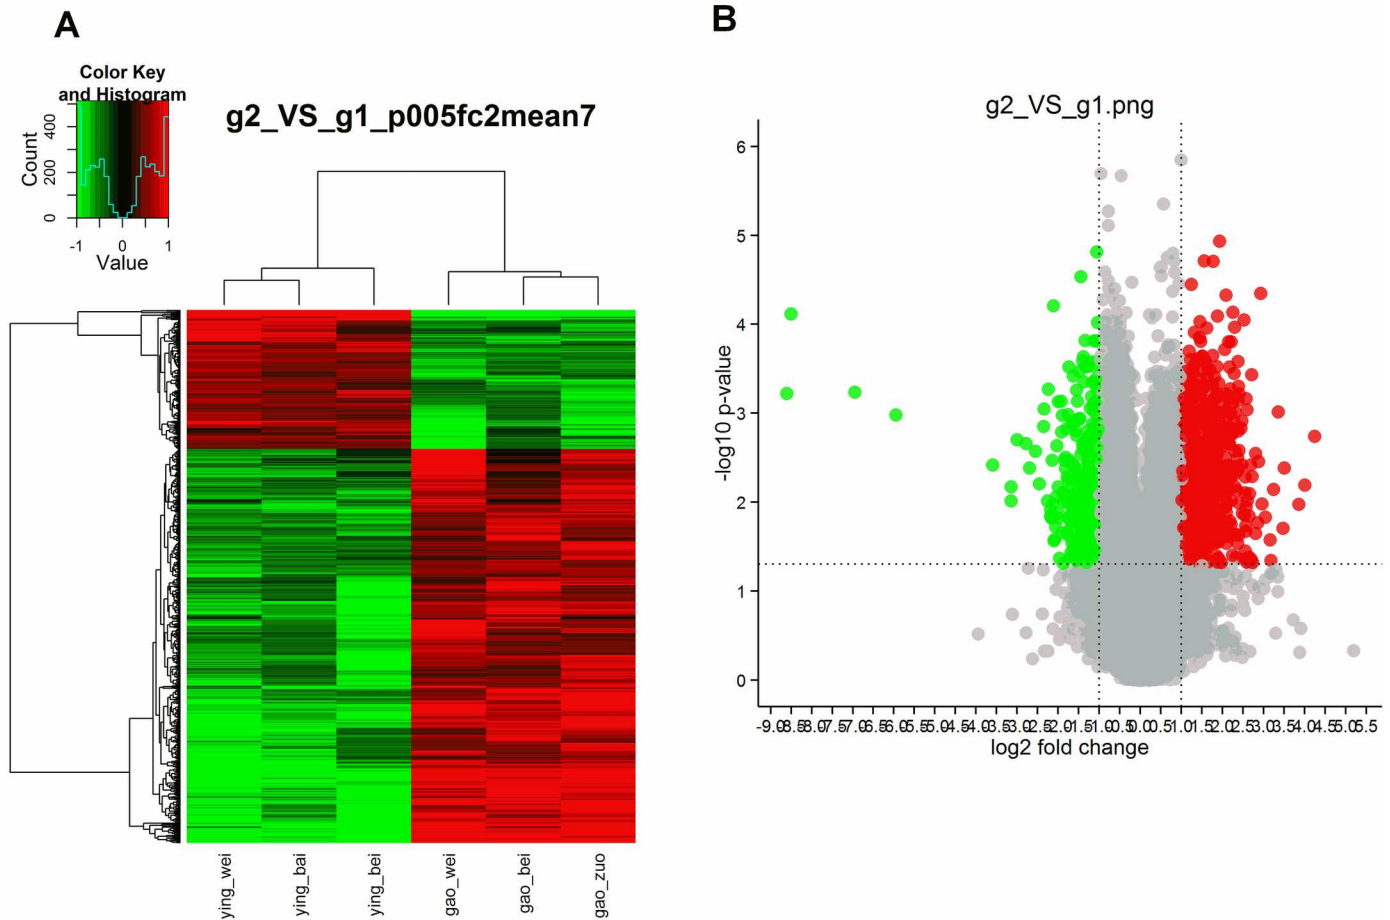 A
B
Color Key
and Histogram
Count
0
200
400
-1
0
1
Value
g2_VS_g1_p005fc2mean7
ying_wei
ying_bai
ying_bei
gao_wei
gao_bei
gao_zuo
g2_VS_g1.png
-log10 p-value
6
5
4
3
2
1
0
log2 fold change